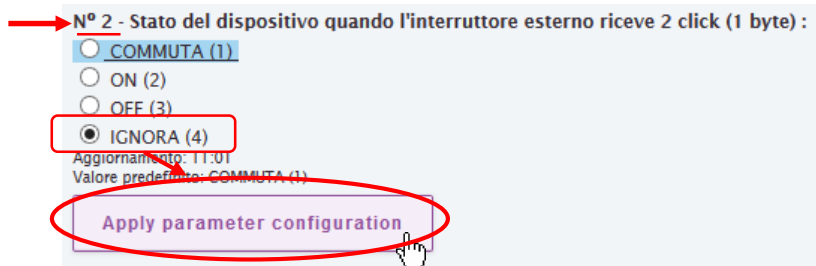 Nº 2 - Stato del dispositivo quando l'interruttore esterno riceve 2 click (1 byte) :
COMMUTA (1)
ON (2)
OFF (3)
IGNORA (4)
Aggiornamento: 11:01
Valore predefinito: COMMUTA (1)
Apply parameter configuration